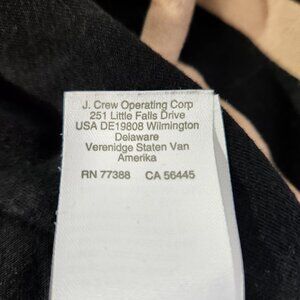 J. Crew Operating Corp
251 Little Falls Drive
USA DE19808 Wilmington
Delaware
Verenidge Staten Van
Amerika
RN 77388 CA 56445